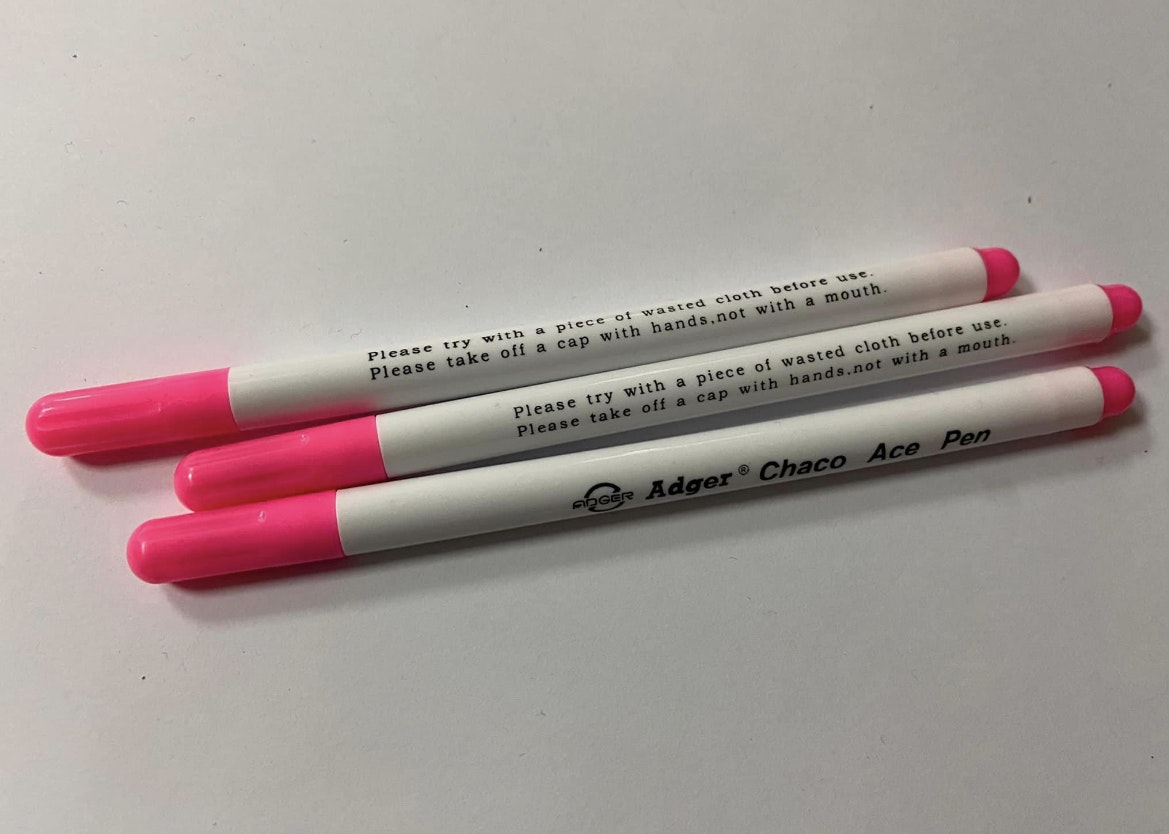 Please try with a piece of wasted cloth before use.
Please take off a cap with hands,not with a mouth.
Please try with a piece of wasted cloth before use.
Please take off a cap with hands,not with a mouth.
ADGER Adger® Chaco Ace Pen